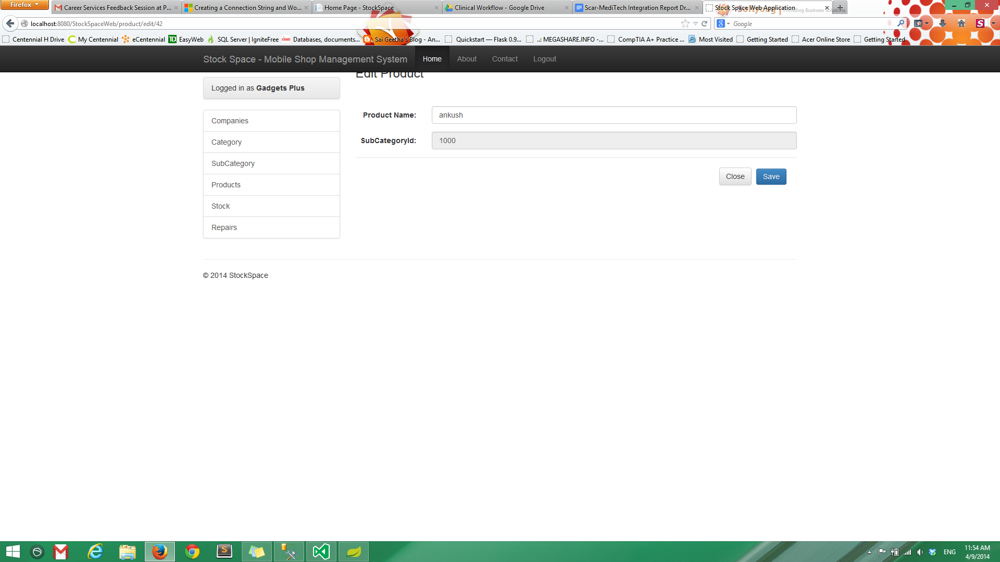 Firefox
Career Services Feedback Session at P...
Creating a Connection String and Wo...
Home Page - StockSpace
Clinical Workflow - Google Drive
Scar-MediTech Integration Report Dr...
Stock Space Web Application
Providing Business Solutions
localhost:8080/StockSpaceWeb/product/edit/42
Google
Centennial H Drive
My Centennial
eCentennial
EasyWeb
SQL Server | IgniteFree
Databases, documents...
Sai Geetha's Blog - An...
Quickstart — Flask 0.9...
..: MEGASHARE.INFO -...
CompTIA A+ Practice ...
Most Visited
Getting Started
Acer Online Store
Getting Started
Stock Space - Mobile Shop Management System
Home
About
Contact
Logout
Edit Product
Logged in as Gadgets Plus
Companies
Category
SubCategory
Products
Stock
Repairs
Product Name:
ankush
SubCategoryId:
1000
Close
Save
© 2014 StockSpace
ENG
11:54 AM
4/9/2014